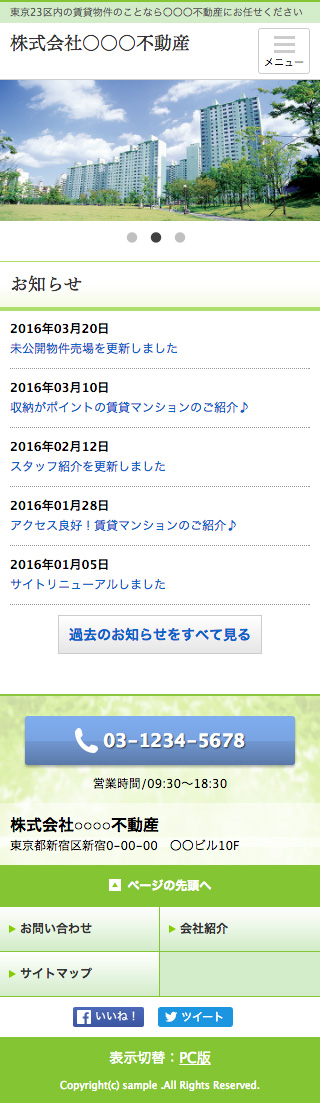 東京23区内の賃貸物件のことなら〇〇〇不動産にお任せください
株式会社〇〇〇不動産
メニュー
お知らせ
2016年03月20日
未公開物件売場を更新しました
2016年03月10日
収納がポイントの賃貸マンションのご紹介♪
2016年02月12日
スタッフ紹介を更新しました
2016年01月28日
アクセス良好！賃貸マンションのご紹介♪
2016年01月05日
サイトリニューアルしました
過去のお知らせをすべて見る
03-1234-5678
営業時間/09:30〜18:30
株式会社○○○○不動産
東京都新宿区新宿0-00-00　〇〇ビル10F
ページの先頭へ
お問い合わせ
会社紹介
サイトマップ
いいね！
ツイート
表示切替：PC版
Copyright(c) sample .All Rights Reserved.